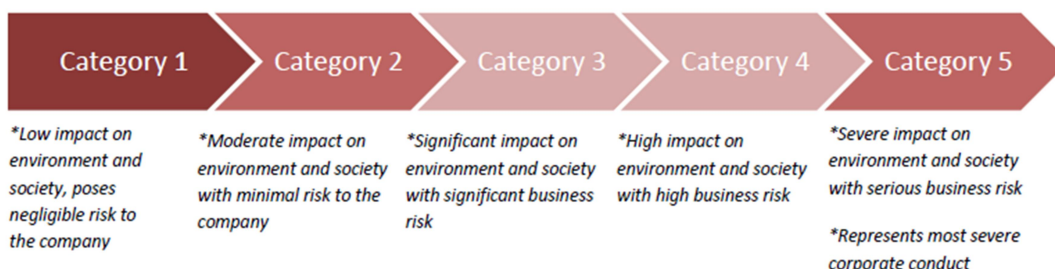 Category 1
Category 2
Category 3
Category 4
Category 5
*Low impact on
environment and
society, poses
negligible risk to
the company
*Moderate impact on
environment and society
with minimal risk to the
company
*Significant impact on
environment and society
with significant business
risk
*High impact on
environment and society
with high business risk
*Severe impact on
environment and society
with serious business risk
*Represents most severe
corporate conduct